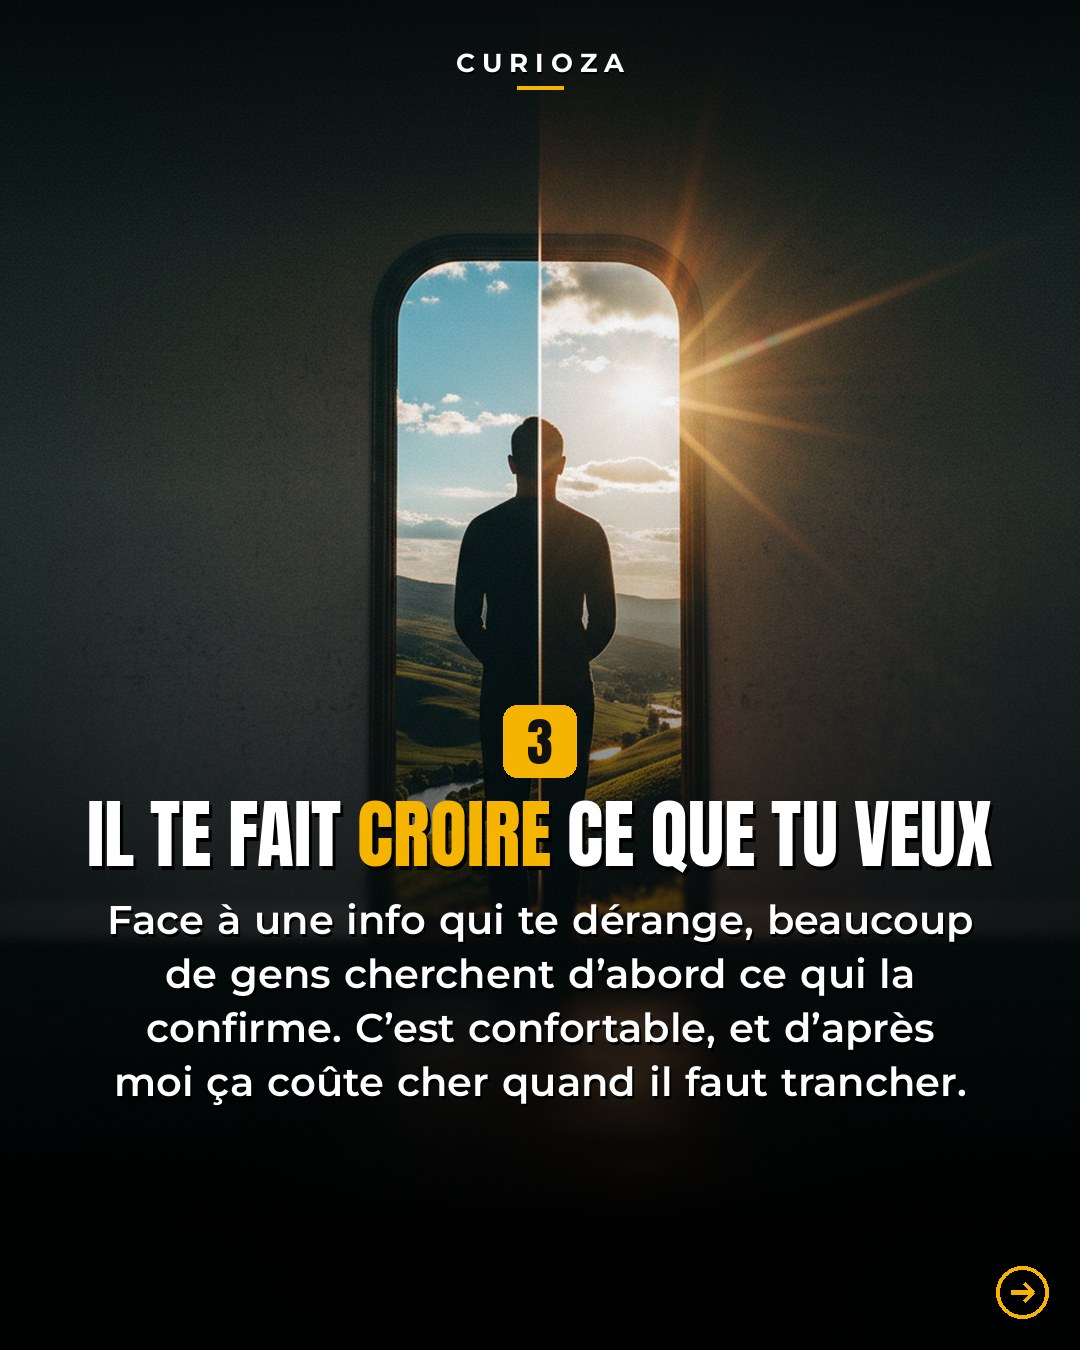 CURIOZA
3
IL TE FAIT CROIRE CE QUE TU VEUX
Face à une info qui te dérange, beaucoup
de gens cherchent d’abord ce qui la
confirme. C’est confortable, et d’après
moi ça coûte cher quand il faut trancher.